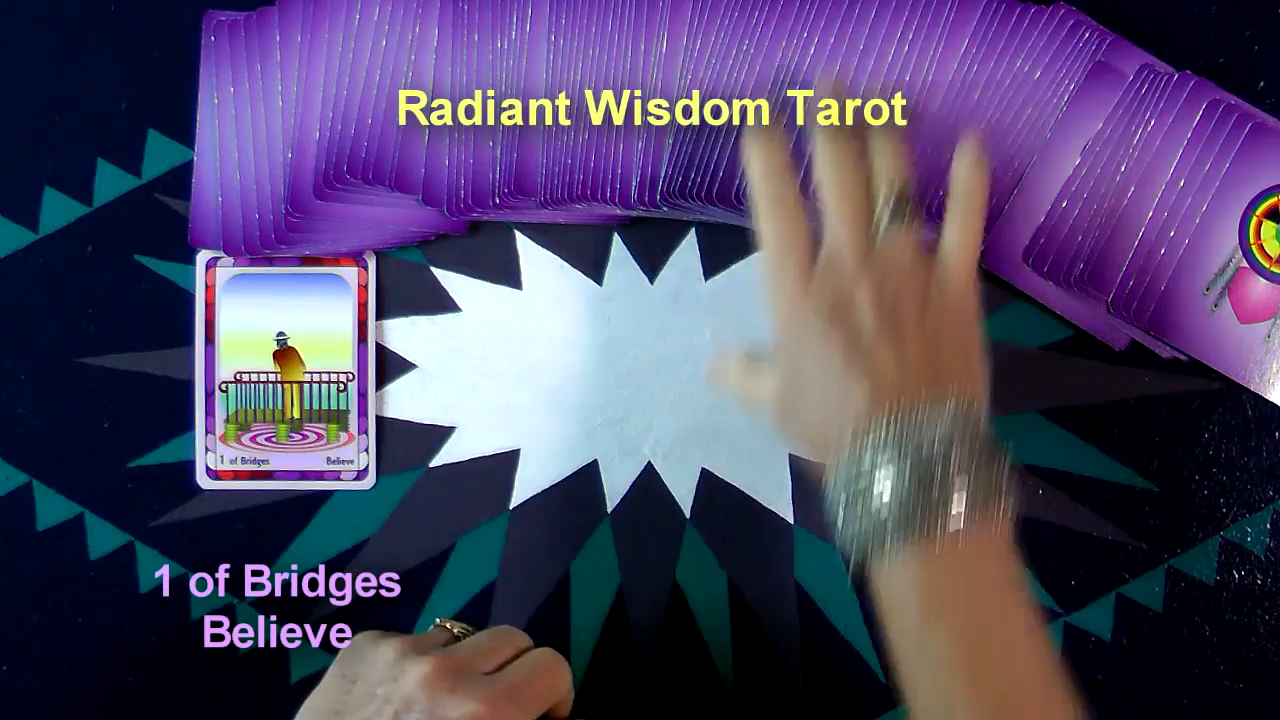 Radiant Wisdom Tarot
1 of Bridges Believe
1 of Bridges
Believe